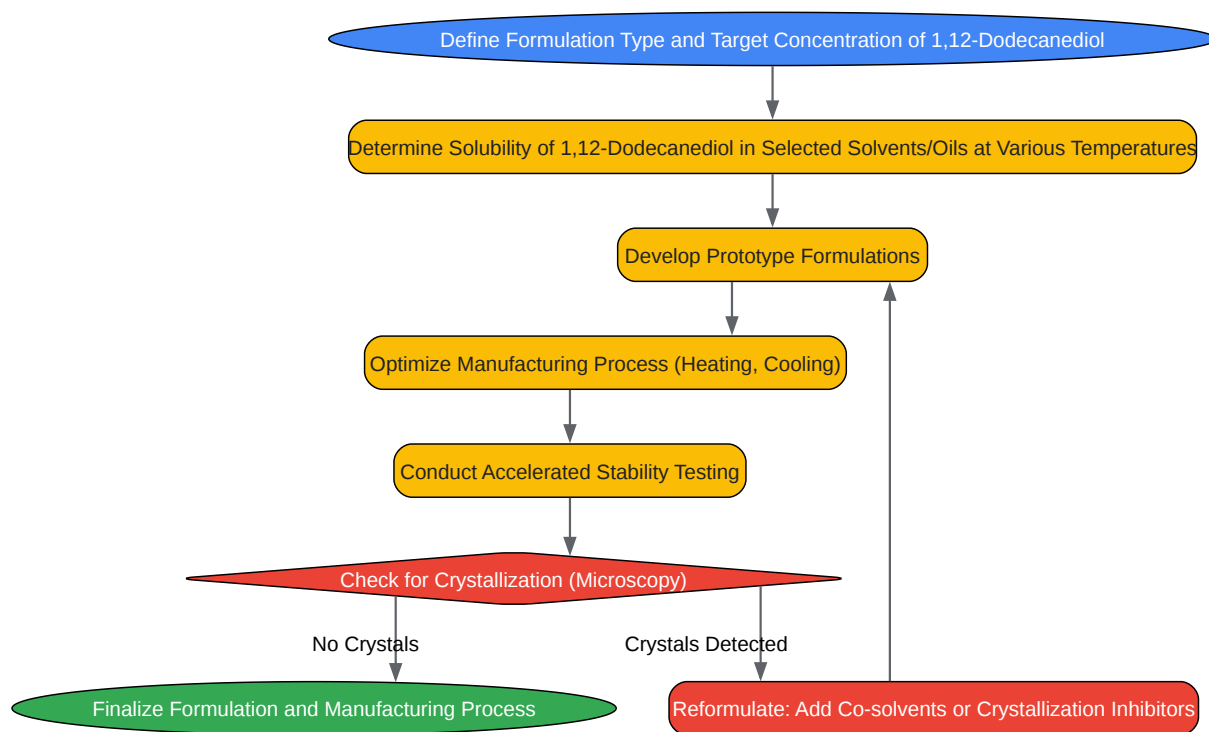 Define Formulation Type and Target Concentration of 1,12-Dodecanediol
Determine Solubility of 1,12-Dodecanediol in Selected Solvents/Oils at Various Temperatures
Develop Prototype Formulations
Optimize Manufacturing Process (Heating, Cooling)
Conduct Accelerated Stability Testing
Check for Crystallization (Microscopy)
No Crystals
Crystals Detected
Finalize Formulation and Manufacturing Process
Reformulate: Add Co-solvents or Crystallization Inhibitors